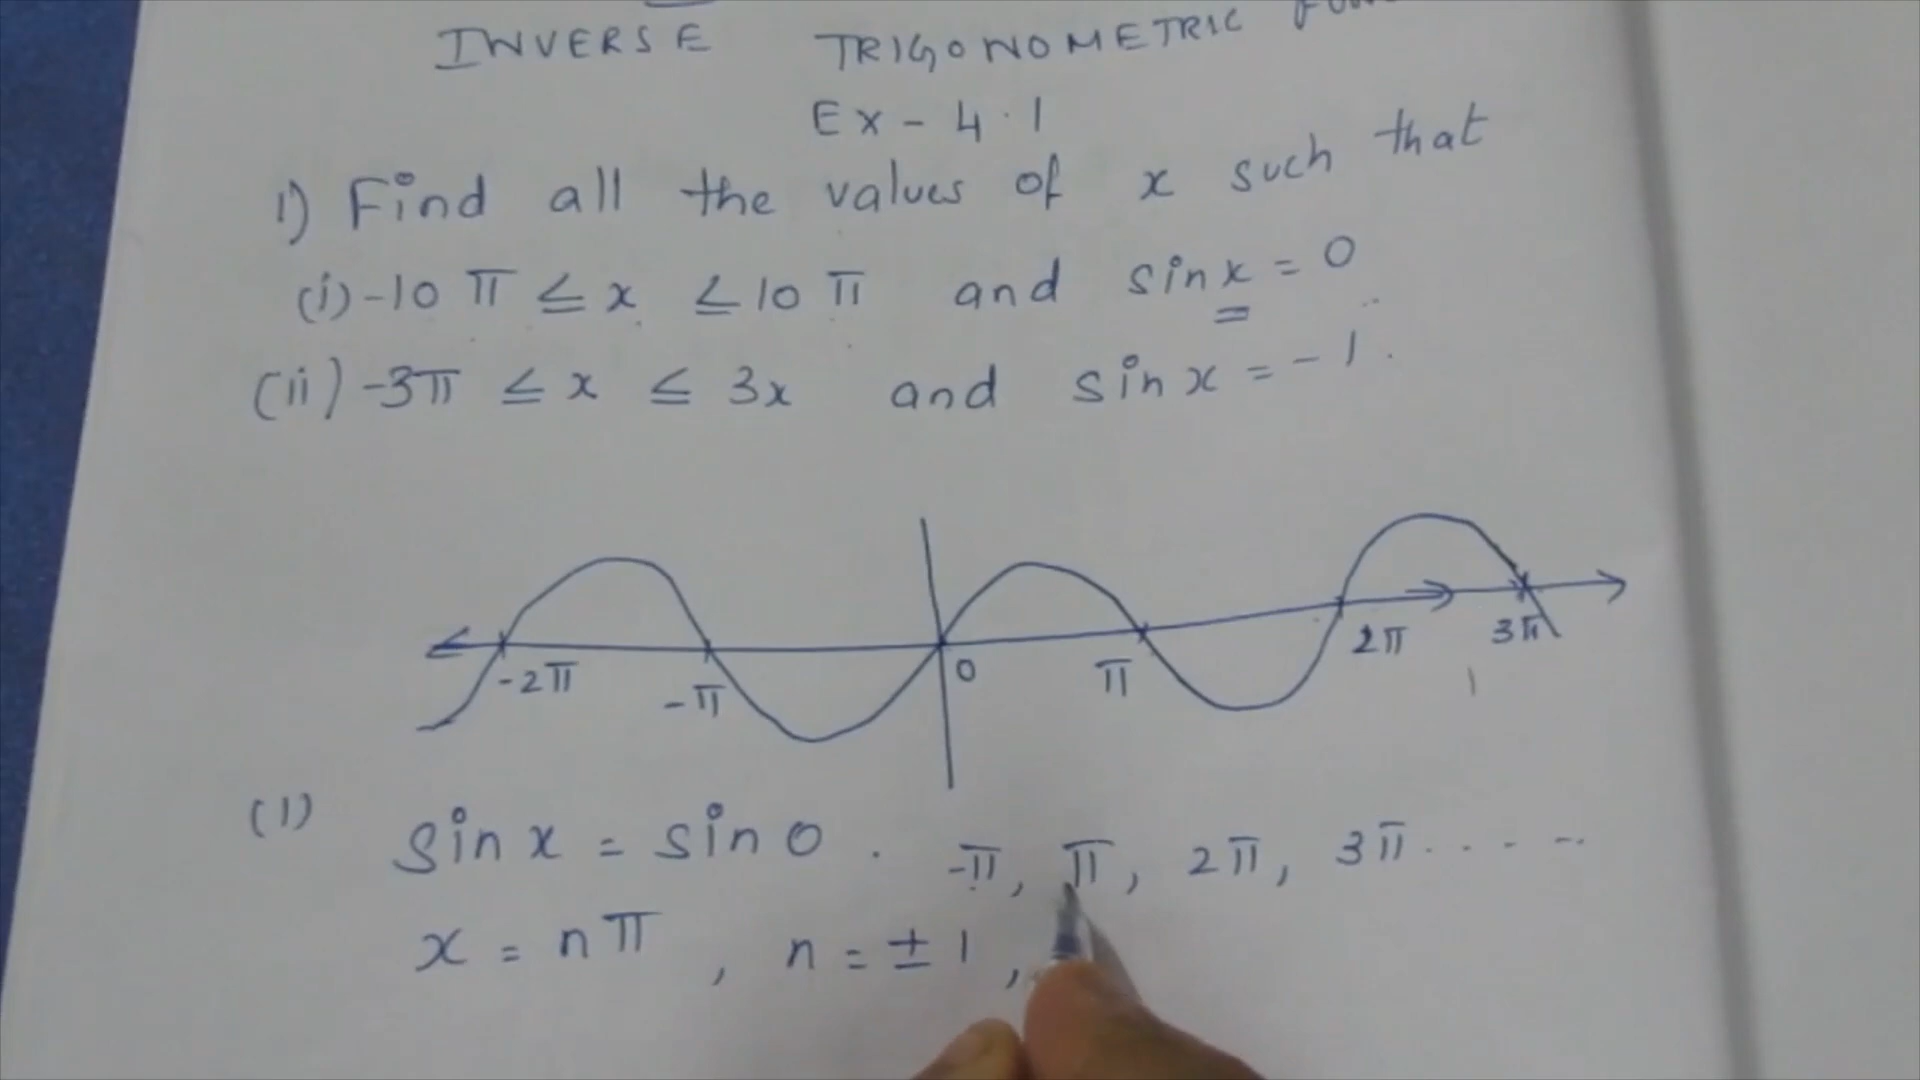 INVERSE TRIGONOMETRIC
Ex - 4.1
1) Find all the values of x such that
(i) -10π ≤ x ≤ 10π and sin x = 0
(ii) -3π ≤ x ≤ 3x and sin x = -1.
-2π -π 0 π 2π 3π
(1) sin x = sin 0. -π, π, 2π, 3π.....
x = nπ, n = ±1,